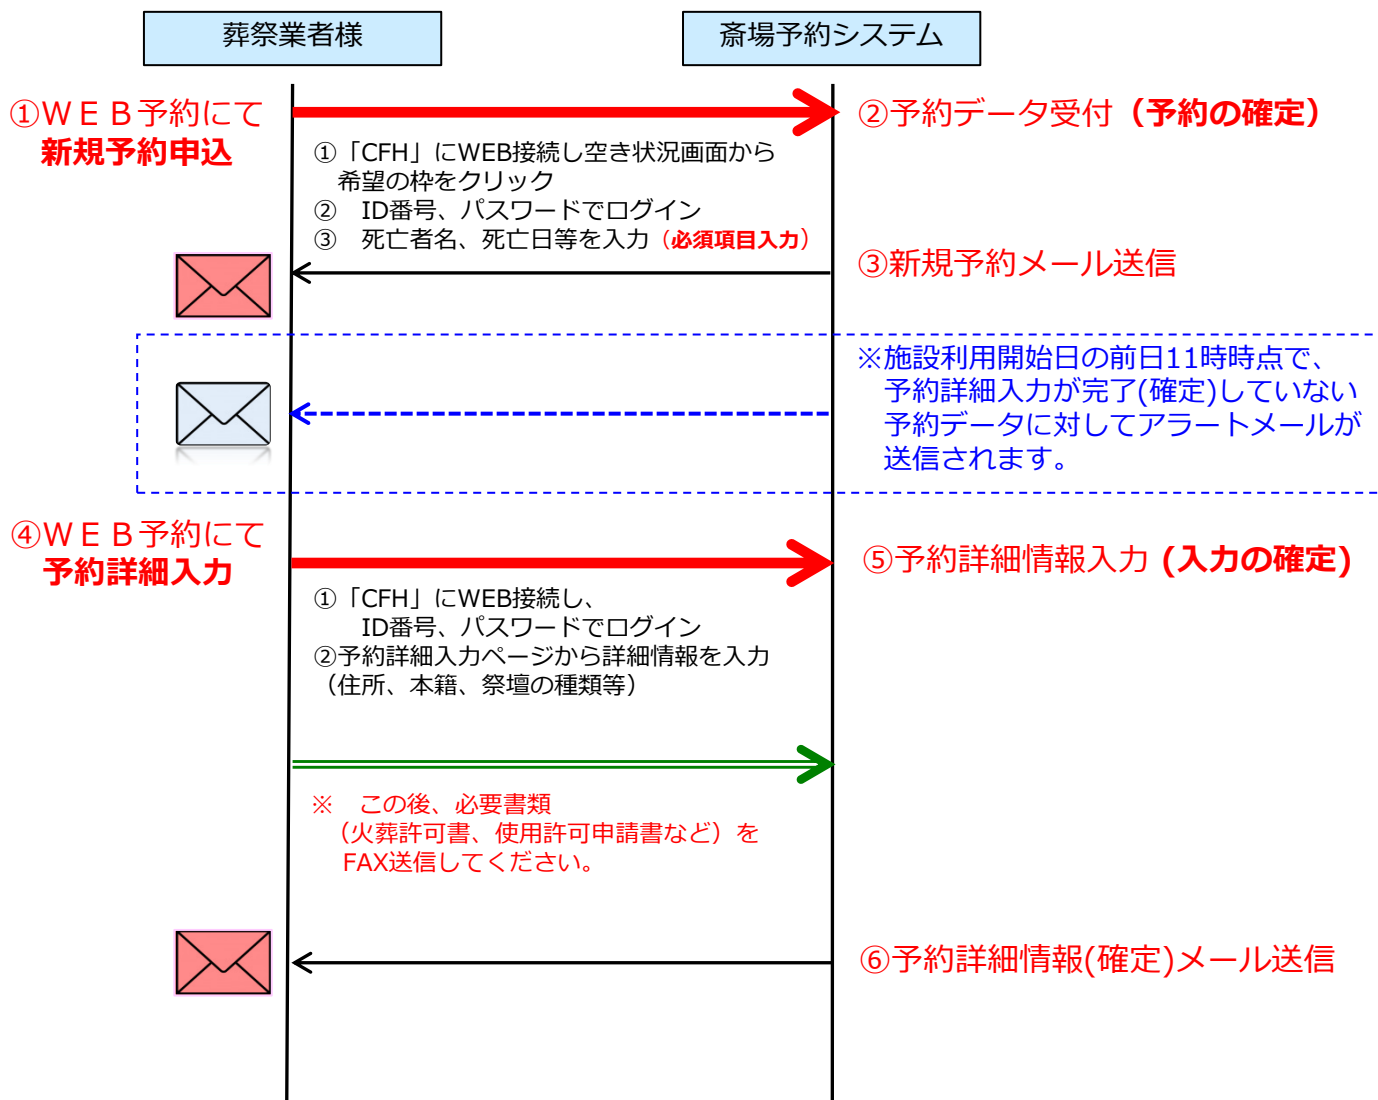 葬祭業者様
斎場予約システム
①ＷＥＢ予約にて
新規予約申込
②予約データ受付（予約の確定）
①「CFH」にWEB接続し空き状況画面から
希望の枠をクリック
②　ID番号、パスワードでログイン
③　死亡者名、死亡日等を入力（必須項目入力）
③新規予約メール送信
※施設利用開始日の前日11時時点で、
予約詳細入力が完了(確定)していない
予約データに対してアラートメールが
送信されます。
④ＷＥＢ予約にて
予約詳細入力
⑤予約詳細情報入力 (入力の確定)
①「CFH」にWEB接続し、
ID番号、パスワードでログイン
②予約詳細入力ページから詳細情報を入力
（住所、本籍、祭壇の種類等）
※　この後、必要書類
（火葬許可書、使用許可申請書など）を
FAX送信してください。
⑥予約詳細情報(確定)メール送信